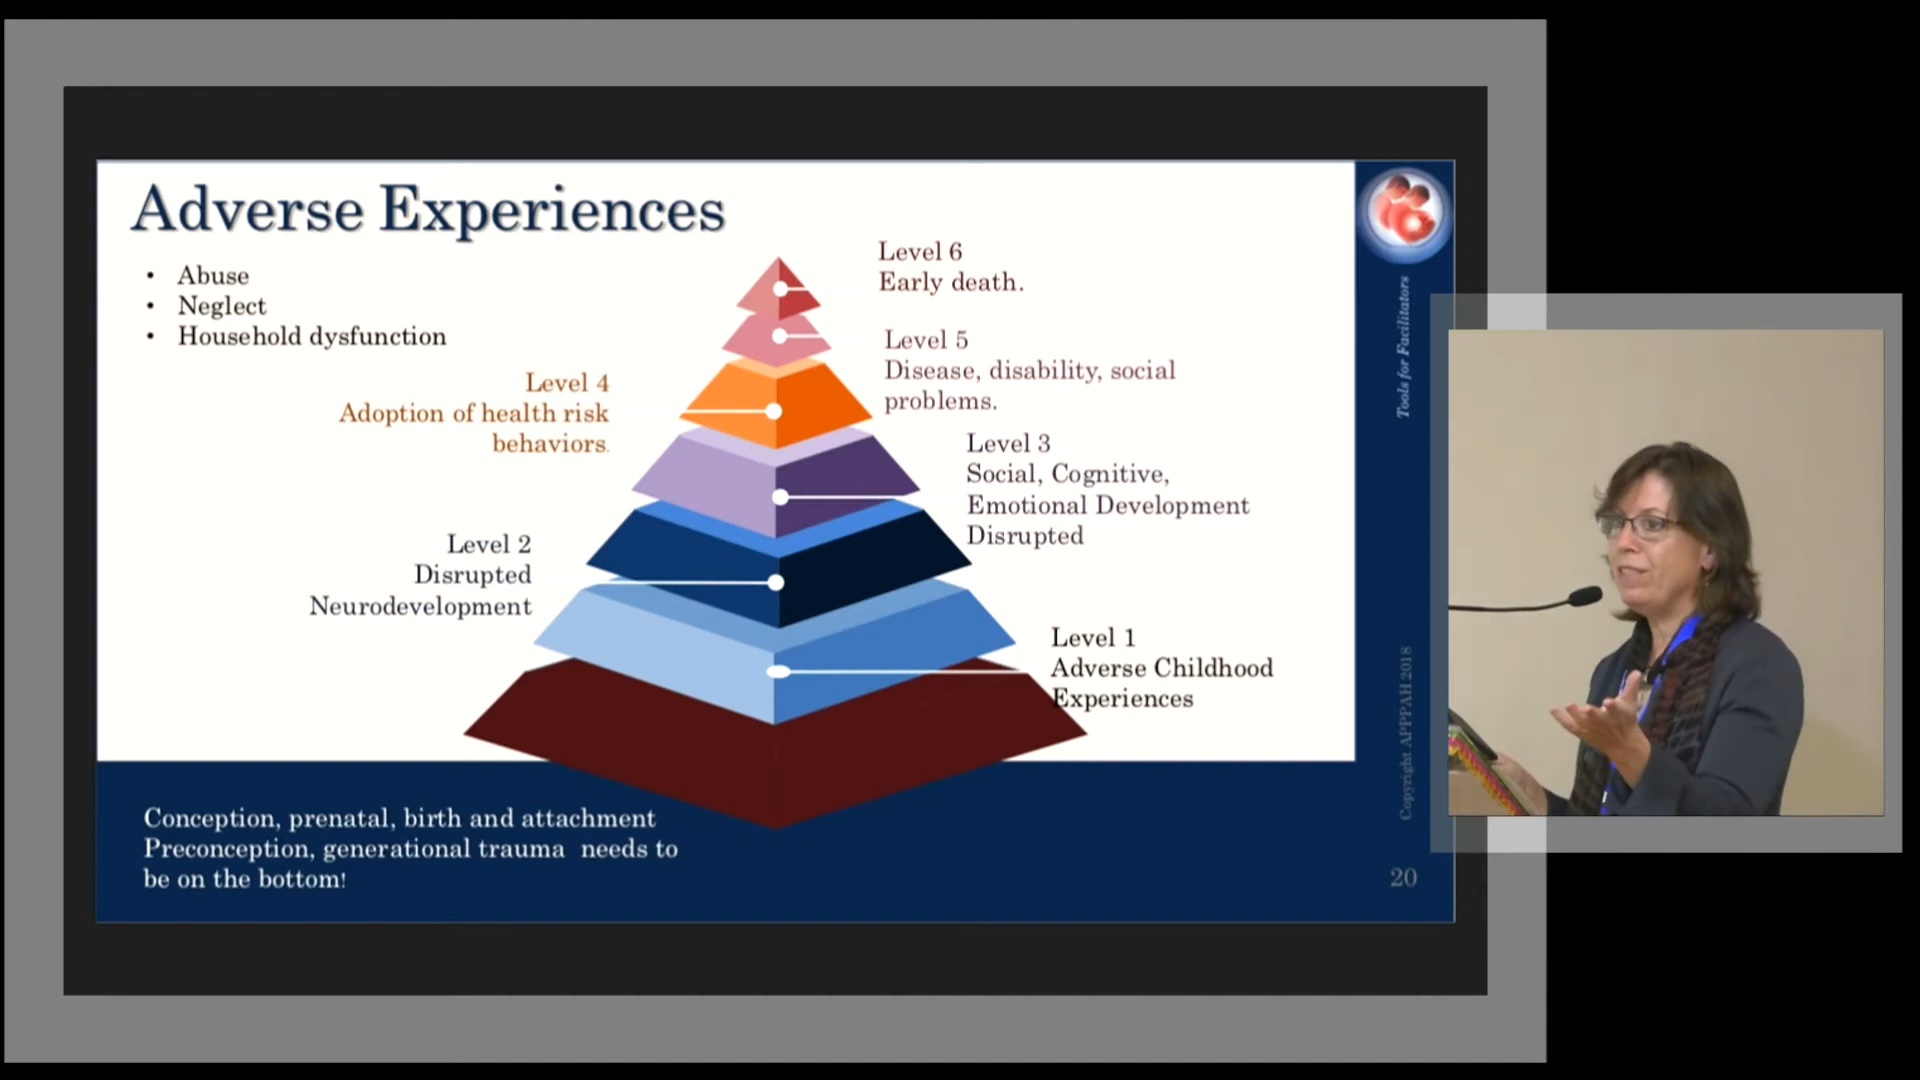 Adverse Experiences
• Abuse
• Neglect
• Household dysfunction
Level 6
Early death.
Level 5
Disease, disability, social
problems.
Level 4
Adoption of health risk
behaviors.
Level 3
Social, Cognitive,
Emotional Development
Disrupted
Level 2
Disrupted
Neurodevelopment
Level 1
Adverse Childhood
Experiences
Conception, prenatal, birth and attachment
Preconception, generational trauma  needs to
be on the bottom!
Tools for Facilitators
Copyright APPPAH 2018
20